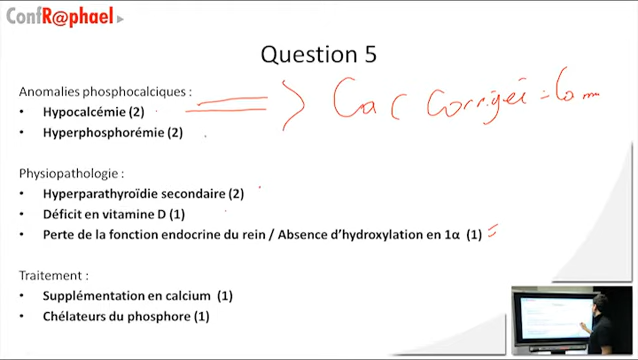 ConfR@phael
Question 5
Anomalies phosphocalciques :
• Hypocalcémie (2)
Cac corrigée = Ca m
• Hyperphosphorémie (2)
Physiopathologie :
• Hyperparathyroïdie secondaire (2)
• Déficit en vitamine D (1)
• Perte de la fonction endocrine du rein / Absence d’hydroxylation en 1α (1)
Traitement :
• Supplémentation en calcium (1)
• Chélateurs du phosphore (1)